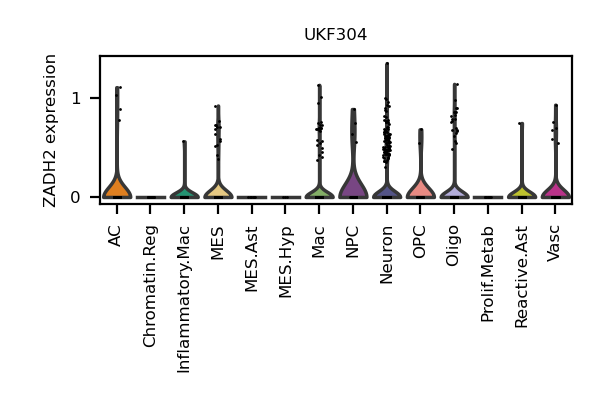 UKF304
ZADH2 expression
1
0
AC
Chromatin.Reg
Inflammatory.Mac
MES
MES.Ast
MES.Hyp
Mac
NPC
Neuron
OPC
Oligo
Prolif.Metab
Reactive.Ast
Vasc